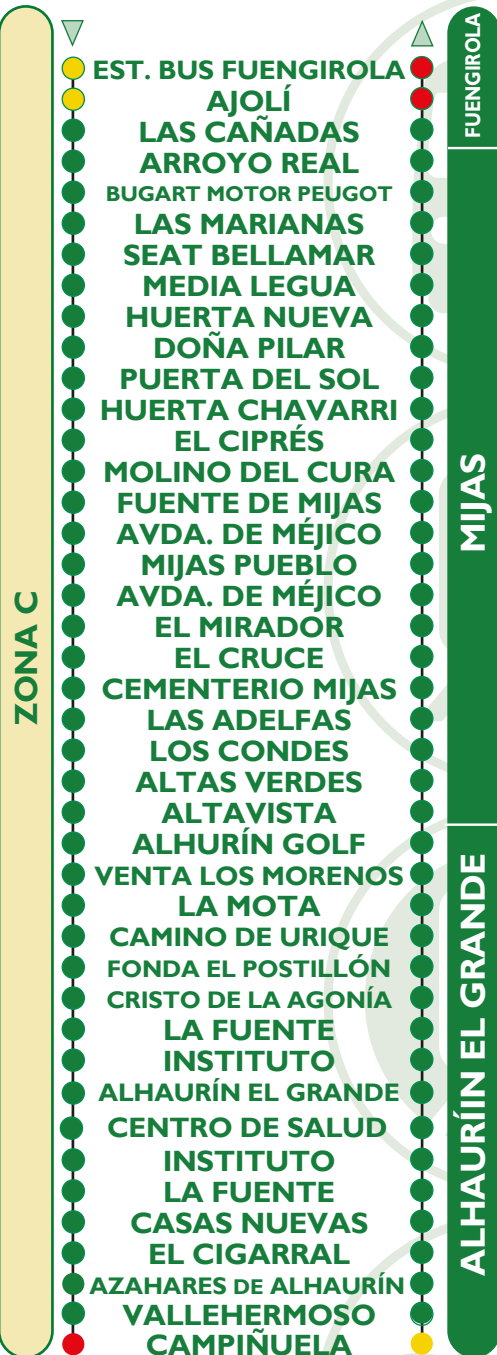 ZONA C
EST. BUS FUENGIROLA
AJOLÍ
LAS CAÑADAS
ARROYO REAL
BUGART MOTOR PEUGOT
LAS MARIANAS
SEAT BELLAMAR
MEDIA LEGUA
HUERTA NUEVA
DOÑA PILAR
PUERTA DEL SOL
HUERTA CHAVARRI
EL CIPRÉS
MOLINO DEL CURA
FUENTE DE MIJAS
AVDA. DE MÉJICO
MIJAS PUEBLO
AVDA. DE MÉJICO
EL MIRADOR
EL CRUCE
CEMENTERIO MIJAS
LAS ADELFAS
LOS CONDES
ALTAS VERDES
ALTAVISTA
ALHURÍN GOLF
VENTA LOS MORENOS
LA MOTA
CAMINO DE URIQUE
FONDA EL POSTILLÓN
CRISTO DE LA AGONÍA
LA FUENTE
INSTITUTO
ALHAURÍN EL GRANDE
CENTRO DE SALUD
INSTITUTO
LA FUENTE
CASAS NUEVAS
EL CIGARRAL
AZAHARES DE ALHAURÍN
VALLEHERMOSO
CAMPIÑUELA
FUENGIROLA
MIJAS
ALHAURÍIN EL GRANDE